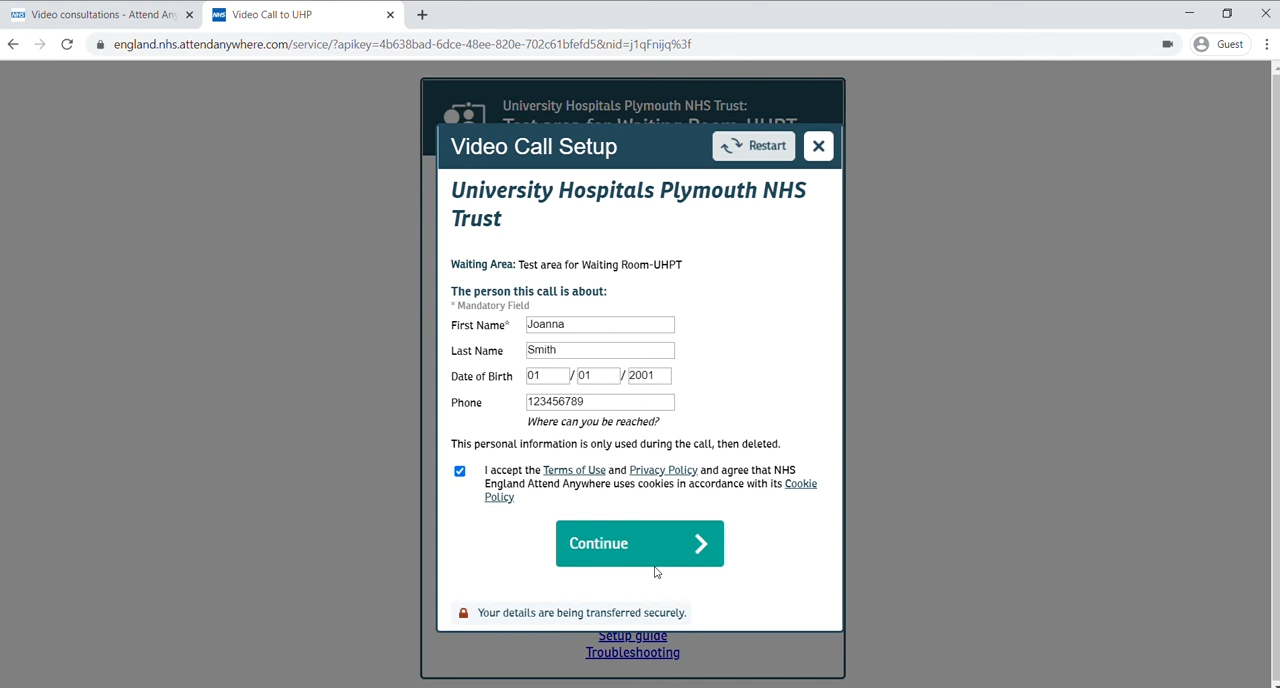 Video consultations - Attend An
Video Call to UHP
england.nhs.attendanywhere.com/service/?apikey=4b638bad-6dce-48ee-820e-702c61bfefd5&nid=j1qFnijq%3f
Guest
University Hospitals Plymouth NHS Trust:
Test area for Waiting Room-UHPT
Video Call Setup
Restart
University Hospitals Plymouth NHS
Trust
Waiting Area: Test area for Waiting Room-UHPT
The person this call is about:
* Mandatory Field
First Name* Joanna
Last Name Smith
Date of Birth 01 / 01 / 2001
Phone 123456789
Where can you be reached?
This personal information is only used during the call, then deleted.
I accept the Terms of Use and Privacy Policy and agree that NHS
England Attend Anywhere uses cookies in accordance with its Cookie
Policy
Continue
Your details are being transferred securely.
Setup guide
Troubleshooting